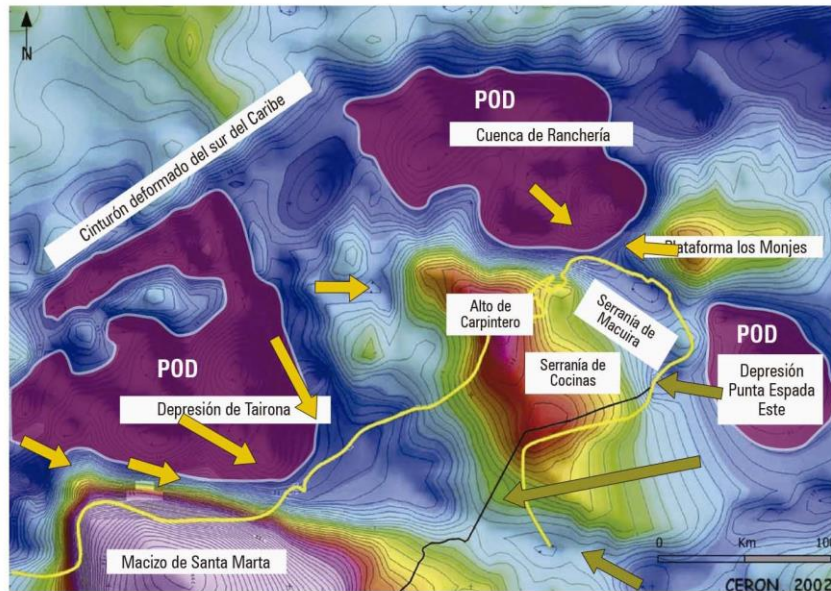 N
Cinturón deformado del sur del Caribe
POD
Cuenca de Ranchería
Plataforma los Monjes
Alto de
Carpintero
Serranía de
Macuira
Serranía de
Cocinas
POD
Depresión
Punta Espada
Este
POD
Depresión de Tairona
Macizo de Santa Marta
0 Km 100
CERON, 2002